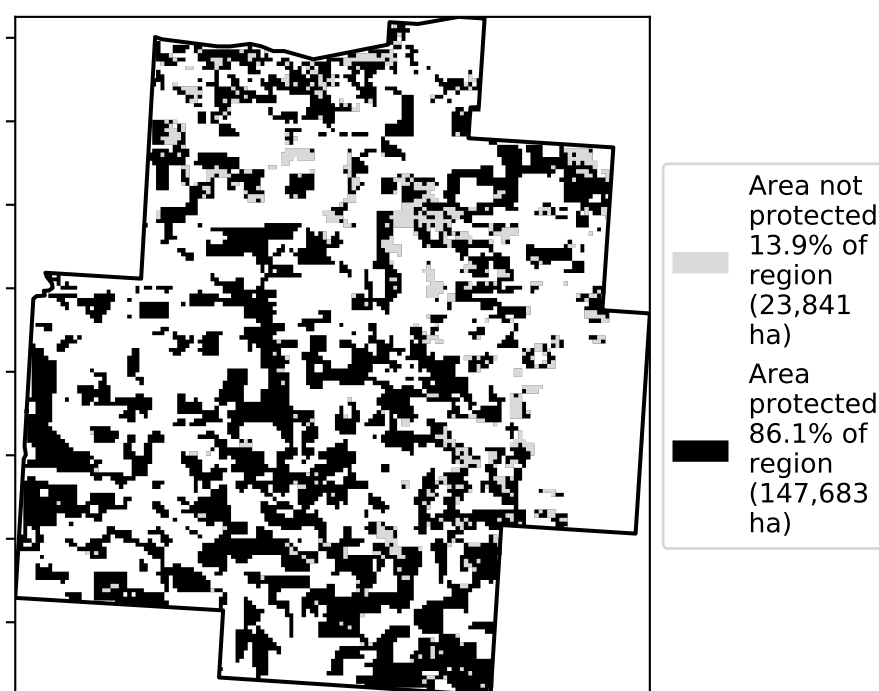 Area not
protected
13.9% of
region
(23,841
ha)
Area
protected
86.1% of
region
(147,683
ha)